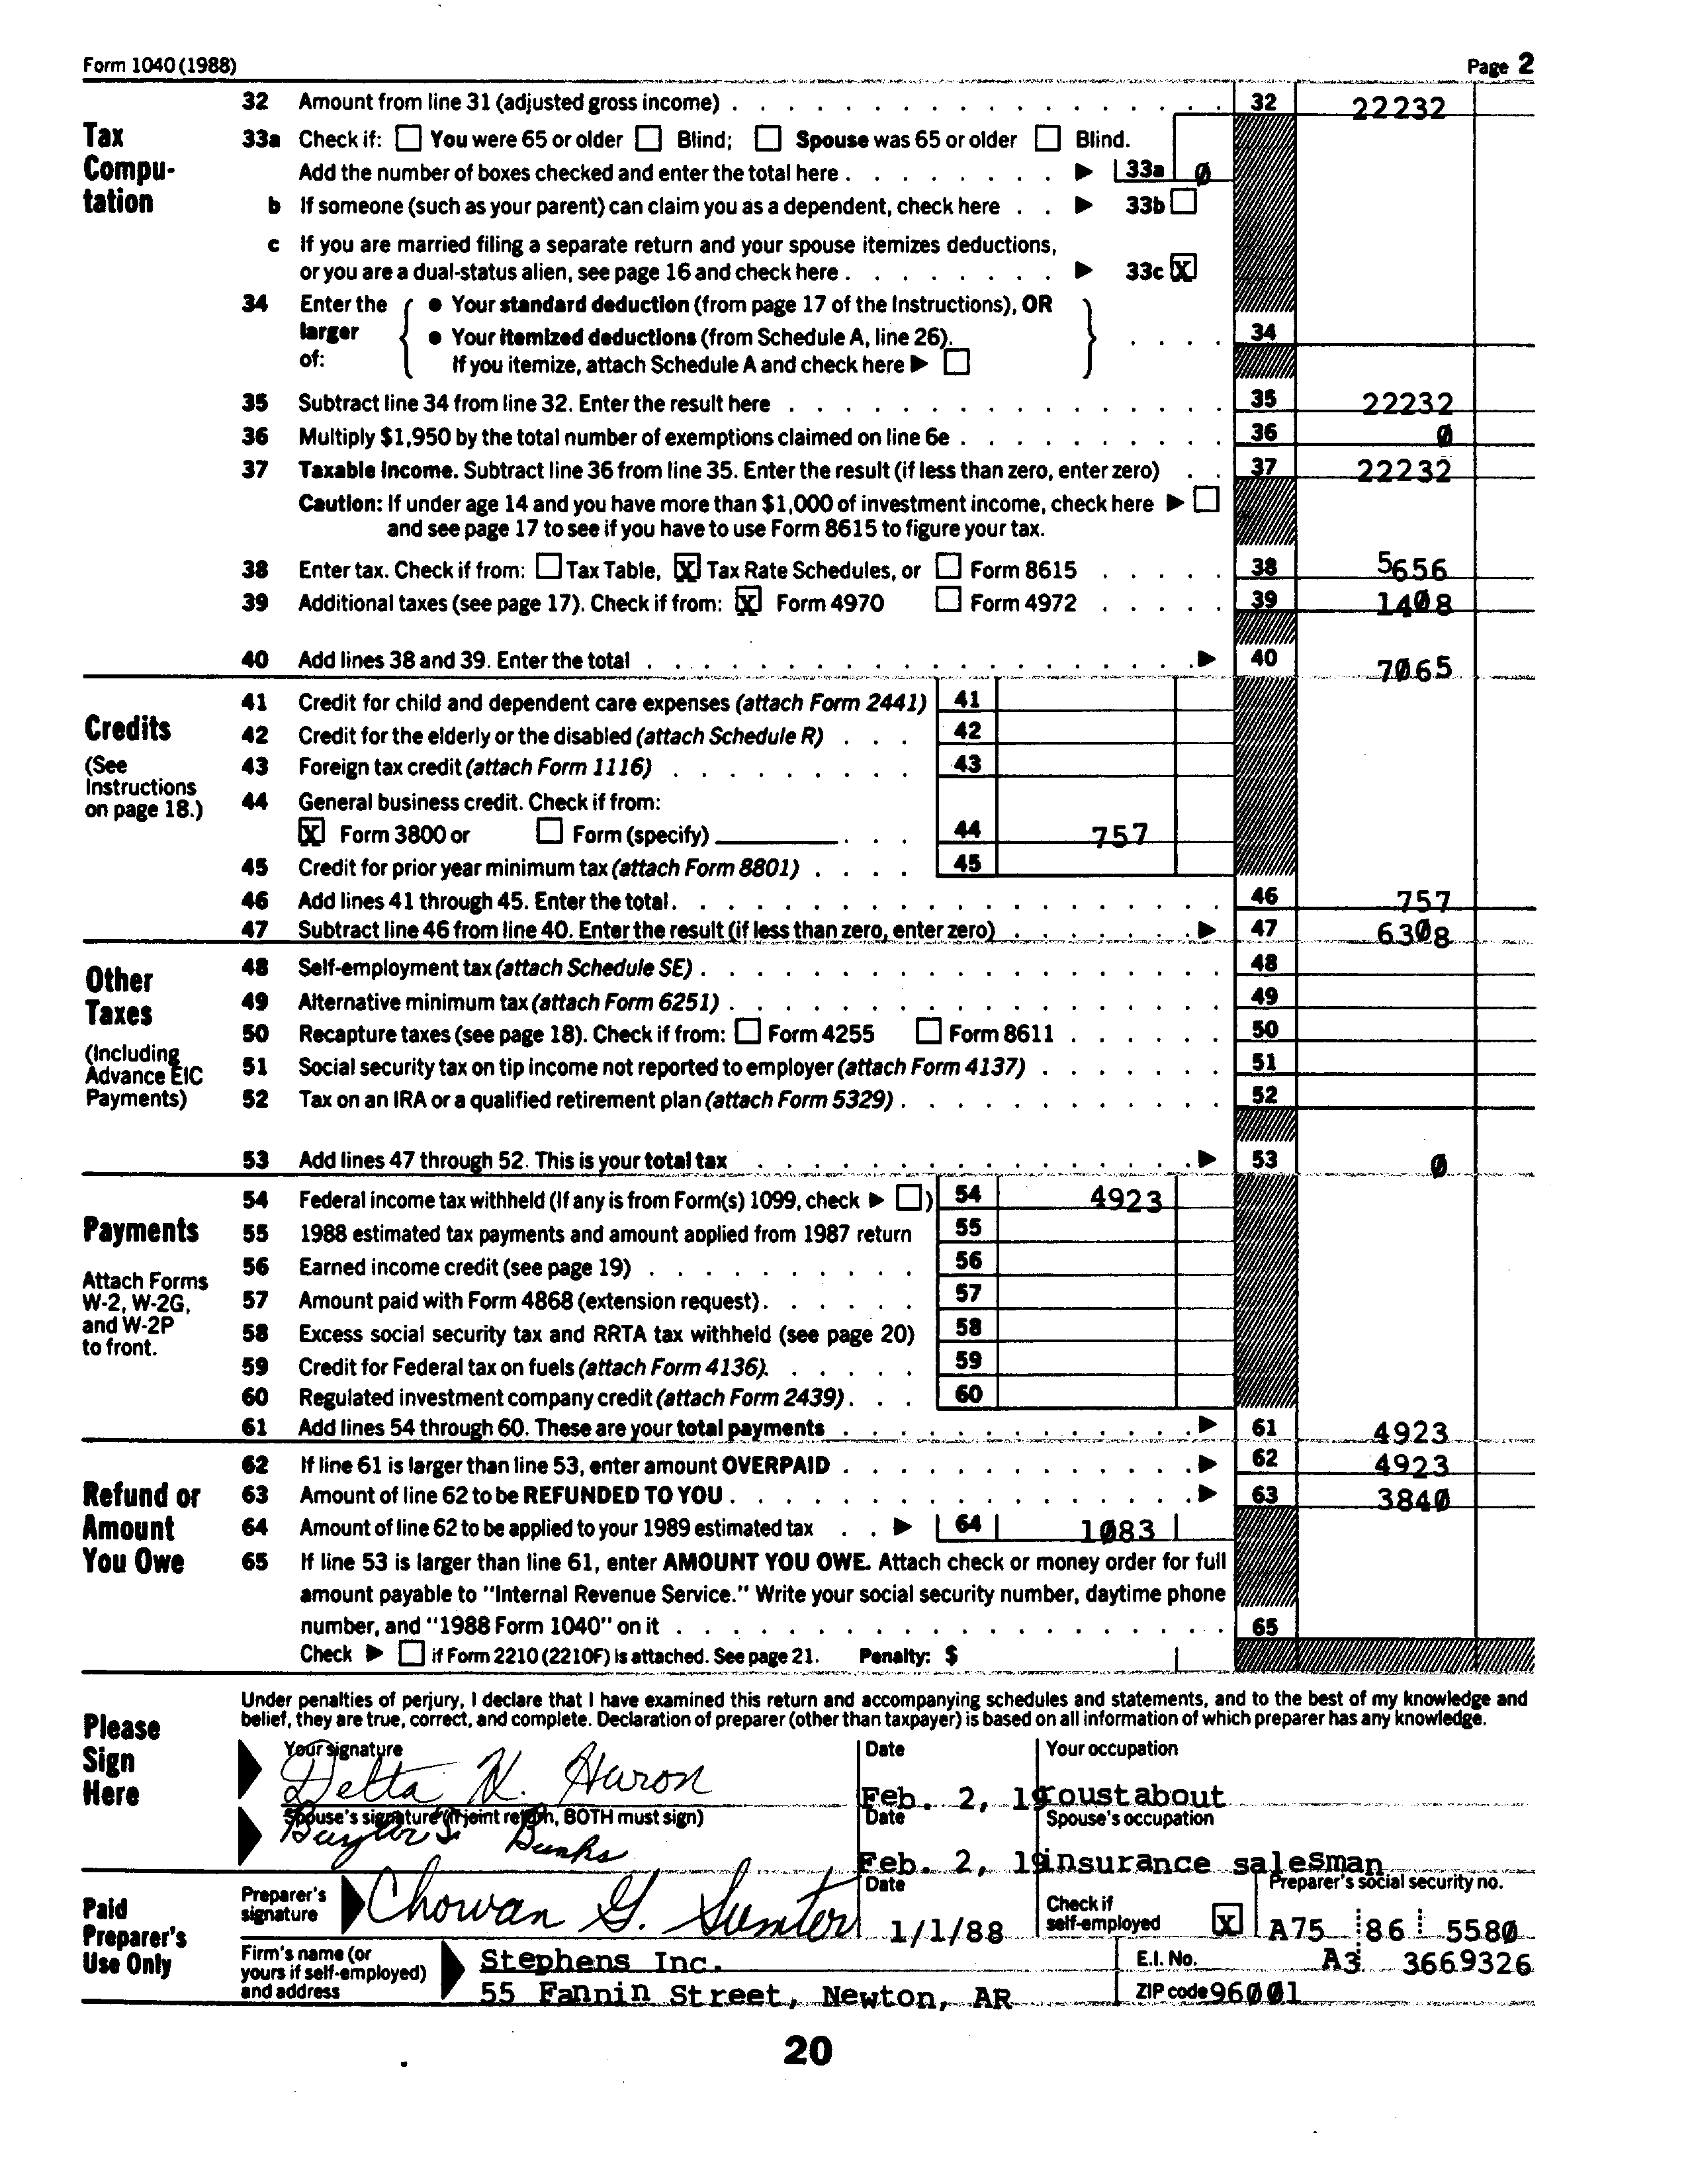 Form 1040 (1988) Page 2
Tax Computation
32 Amount from line 31 (adjusted gross income) 32 22232
33a Check if: You were 65 or older Blind; Spouse was 65 or older Blind.
Add the number of boxes checked and enter the total here 33a 0
b If someone (such as your parent) can claim you as a dependent, check here 33b
c If you are married filing a separate return and your spouse itemizes deductions,
or you are a dual-status alien, see page 16 and check here 33c X
34 Enter the larger of: { • Your standard deduction (from page 17 of the Instructions), OR
• Your itemized deductions (from Schedule A, line 26).
If you itemize, attach Schedule A and check here } 34
35 Subtract line 34 from line 32. Enter the result here 35 22232
36 Multiply $1,950 by the total number of exemptions claimed on line 6e 36 0
37 Taxable Income. Subtract line 36 from line 35. Enter the result (if less than zero, enter zero) 37 22232
Caution: If under age 14 and you have more than $1,000 of investment income, check here
and see page 17 to see if you have to use Form 8615 to figure your tax.
38 Enter tax. Check if from: Tax Table, X Tax Rate Schedules, or Form 8615 38 5656
39 Additional taxes (see page 17). Check if from: X Form 4970 Form 4972 39 1408
40 Add lines 38 and 39. Enter the total 40 7065
Credits
(See Instructions on page 18.)
41 Credit for child and dependent care expenses (attach Form 2441) 41
42 Credit for the elderly or the disabled (attach Schedule R) 42
43 Foreign tax credit (attach Form 1116) 43
44 General business credit. Check if from:
X Form 3800 or Form (specify) 44 757
45 Credit for prior year minimum tax (attach Form 8801) 45
46 Add lines 41 through 45. Enter the total 46 757
47 Subtract line 46 from line 40. Enter the result (if less than zero, enter zero) 47 6308
Other Taxes
(Including Advance EIC Payments)
48 Self-employment tax (attach Schedule SE) 48
49 Alternative minimum tax (attach Form 6251) 49
50 Recapture taxes (see page 18). Check if from: Form 4255 Form 8611 50
51 Social security tax on tip income not reported to employer (attach Form 4137) 51
52 Tax on an IRA or a qualified retirement plan (attach Form 5329) 52
53 Add lines 47 through 52. This is your total tax 53 0
Payments
Attach Forms W-2, W-2G, and W-2P to front.
54 Federal income tax withheld (If any is from Form(s) 1099, check ) 54 4923
55 1988 estimated tax payments and amount applied from 1987 return 55
56 Earned income credit (see page 19) 56
57 Amount paid with Form 4868 (extension request) 57
58 Excess social security tax and RRTA tax withheld (see page 20) 58
59 Credit for Federal tax on fuels (attach Form 4136) 59
60 Regulated investment company credit (attach Form 2439) 60
61 Add lines 54 through 60. These are your total payments 61 4923
Refund or Amount You Owe
62 If line 61 is larger than line 53, enter amount OVERPAID 62 4923
63 Amount of line 62 to be REFUNDED TO YOU 63 3840
64 Amount of line 62 to be applied to your 1989 estimated tax 64 1083
65 If line 53 is larger than line 61, enter AMOUNT YOU OWE. Attach check or money order for full
amount payable to "Internal Revenue Service." Write your social security number, daytime phone
number, and "1988 Form 1040" on it 65
Check if Form 2210 (2210F) is attached. See page 21. Penalty: $
Please Sign Here
Under penalties of perjury, I declare that I have examined this return and accompanying schedules and statements, and to the best of my knowledge and
belief, they are true, correct, and complete. Declaration of preparer (other than taxpayer) is based on all information of which preparer has any knowledge.
Your signature Date Your occupation
Delta N. Huron Feb. 2, 19 roustabout
Spouse's signature (if joint return, BOTH must sign) Date Spouse's occupation
Baylor S. Bunks Feb. 2, 19 insurance salesman
Paid Preparer's Use Only
Preparer's signature Chowan G. Sumter Date 1/1/88 Check if self-employed X Preparer's social security no. A75 86 5580
Firm's name (or yours if self-employed) and address
Stephens Inc. E.I. No. A3 3669326
55 Fannin Street, Newton, AR ZIP code 96001
20